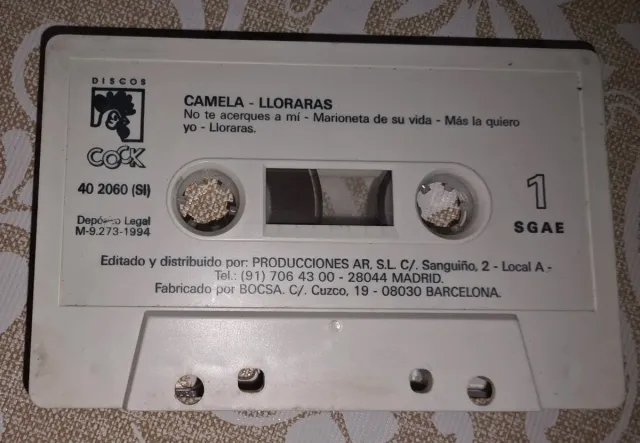 DISCOS
COCK
CAMELA - LLORARAS
No te acerques a mí - Marioneta de su vida - Más la quiero
yo - Lloraras.
40 2060 (SI)
Depósito Legal
M-9.273-1994
1
SGAE
Editado y distribuido por: PRODUCCIONES AR, S.L. C/. Sanguiño, 2 - Local A -
Tel.: (91) 706 43 00 - 28044 MADRID.
Fabricado por BOCSA. C/. Cuzco, 19 - 08030 BARCELONA.